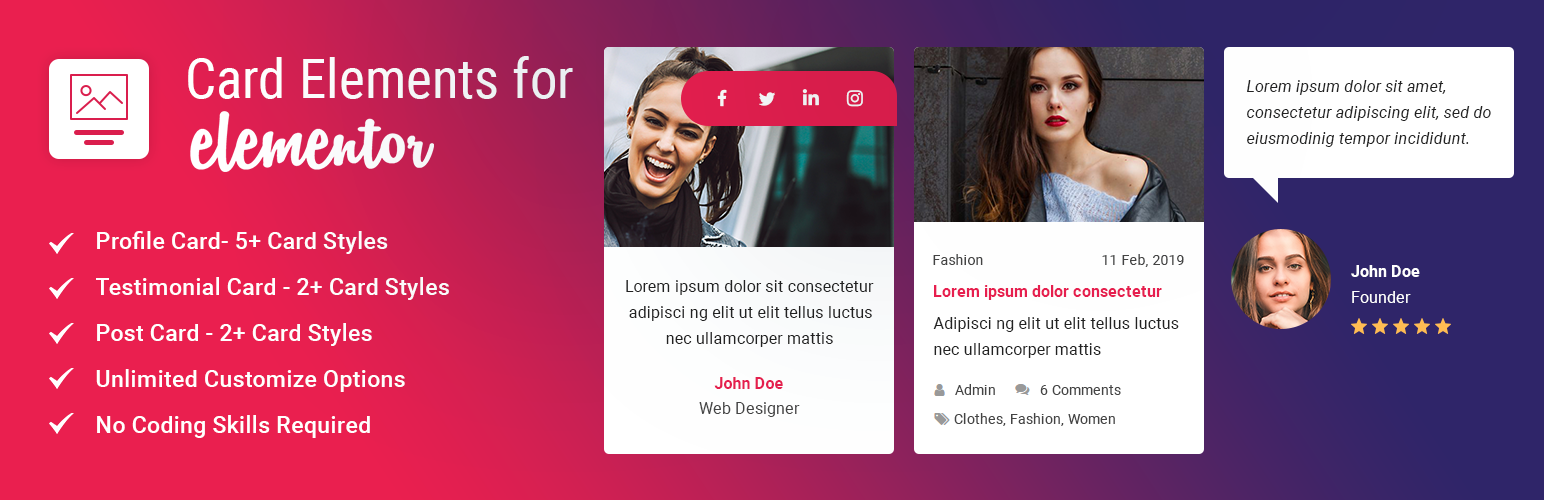 Card Elements for
elementor
Profile Card- 5+ Card Styles
Testimonial Card - 2+ Card Styles
Post Card - 2+ Card Styles
Unlimited Customize Options
No Coding Skills Required
Lorem ipsum dolor sit consectetur
adipisci ng elit ut elit tellus luctus
nec ullamcorper mattis
John Doe
Web Designer
Fashion 11 Feb, 2019
Lorem ipsum dolor consectetur
Adipisci ng elit ut elit tellus luctus
nec ullamcorper mattis
Admin 6 Comments
Clothes, Fashion, Women
Lorem ipsum dolor sit amet,
consectetur adipiscing elit, sed do
eiusmodinig tempor incididunt.
John Doe
Founder